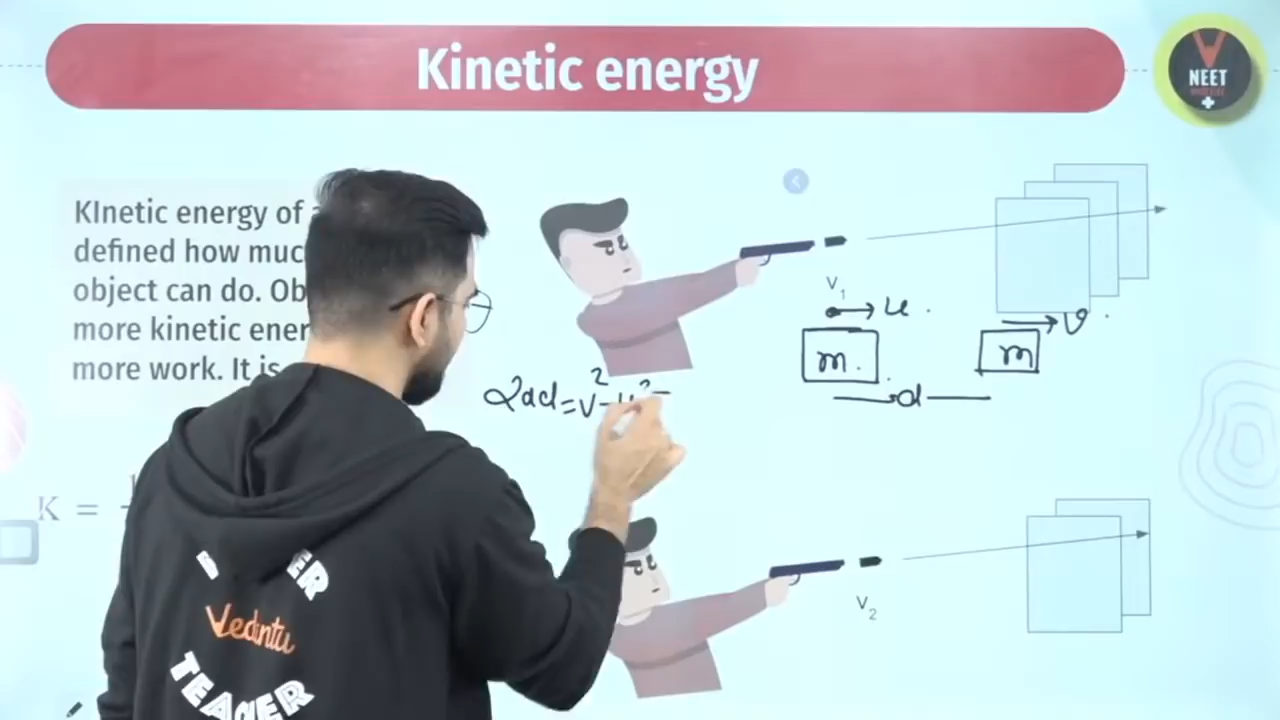 Kinetic energy
NEET
KInetic energy of
defined how muc
object can do. Ob
more kinetic ener
more work. It is
V₁
u
m
v
m
d
2ad = v² - u²
K =
V₂
ER
Vedantu
TEACHER